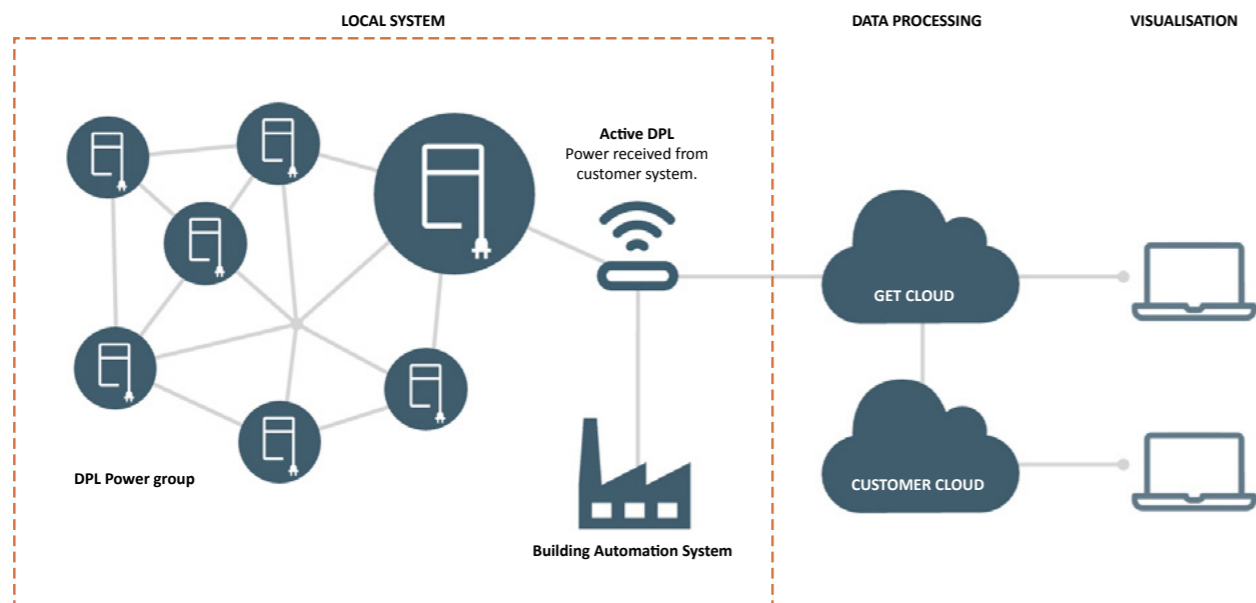 LOCAL SYSTEM
DATA PROCESSING
VISUALISATION
Active DPL
Power received from
customer system.
GET CLOUD
DPL Power group
CUSTOMER CLOUD
Building Automation System